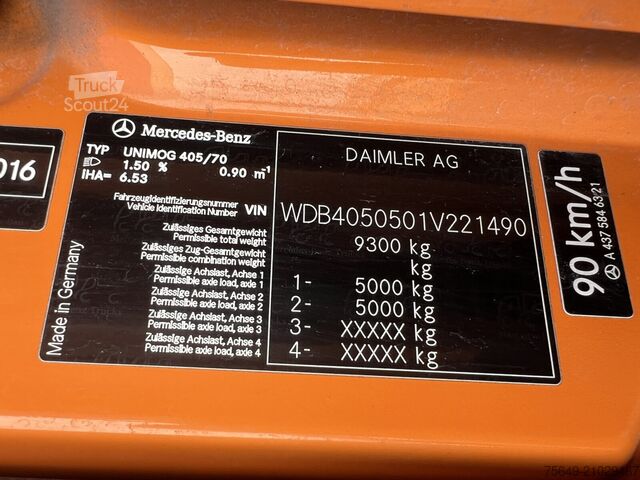 Truck
Scout24
016
Mercedes-Benz
TYP UNIMOG 405/70
1.50 % 0.90 m¹
IHA= 6.53
Fahrzeugidentifizierungsnummer
Vehicle Identification Number VIN
Zulässiges Gesamtgewicht
Permissible total weight
Zulässiges Zug-Gesamtgewicht
Permissible combination weight
Zulässige Achslast, Achse 1
Permissible axle load, axle 1
Zulässige Achslast, Achse 2
Permissible axle load, axle 2
Zulässige Achslast, Achse 3
Permissible axle load, axle 3
Zulässige Achslast, Achse 4
Permissible axle load, axle 4
Made in Germany
DAIMLER AG
WDB4050501V221490
9300 kg
kg
1- 5000 kg
2- 5000 kg
3- XXXXX kg
4- XXXXX kg
90 km/h
A 437 584 63 21